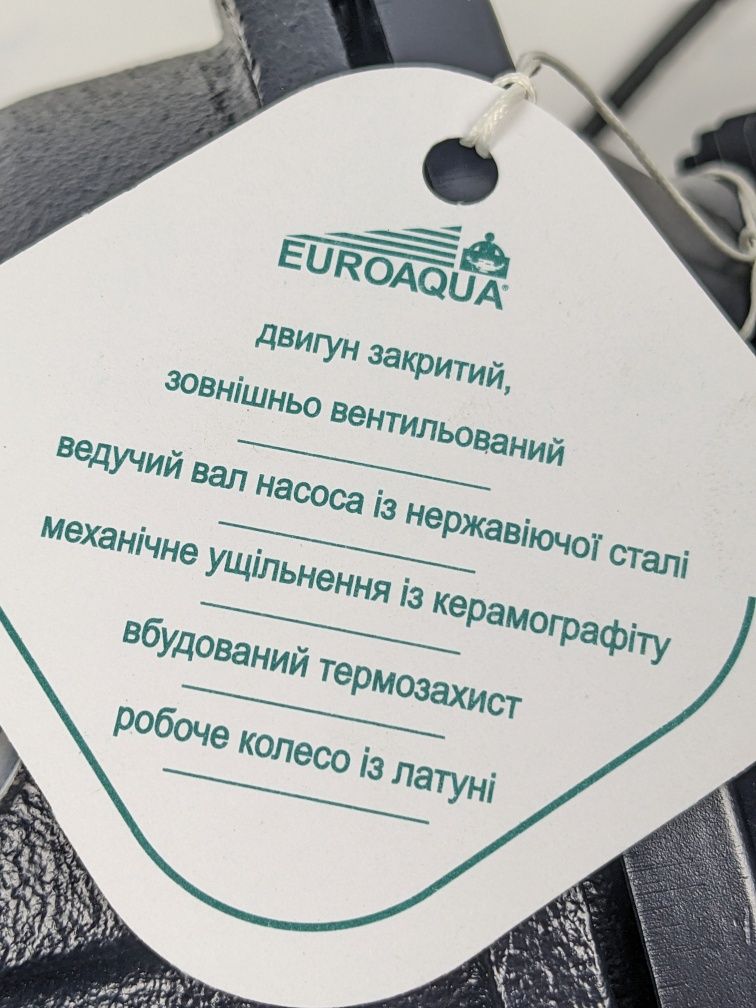 EUROAQUA®
двигун закритий,
зовнішньо вентильований
ведучий вал насоса із нержавіючої сталі
механічне ущільнення із керамографіту
вбудований термозахист
робоче колесо із латуні